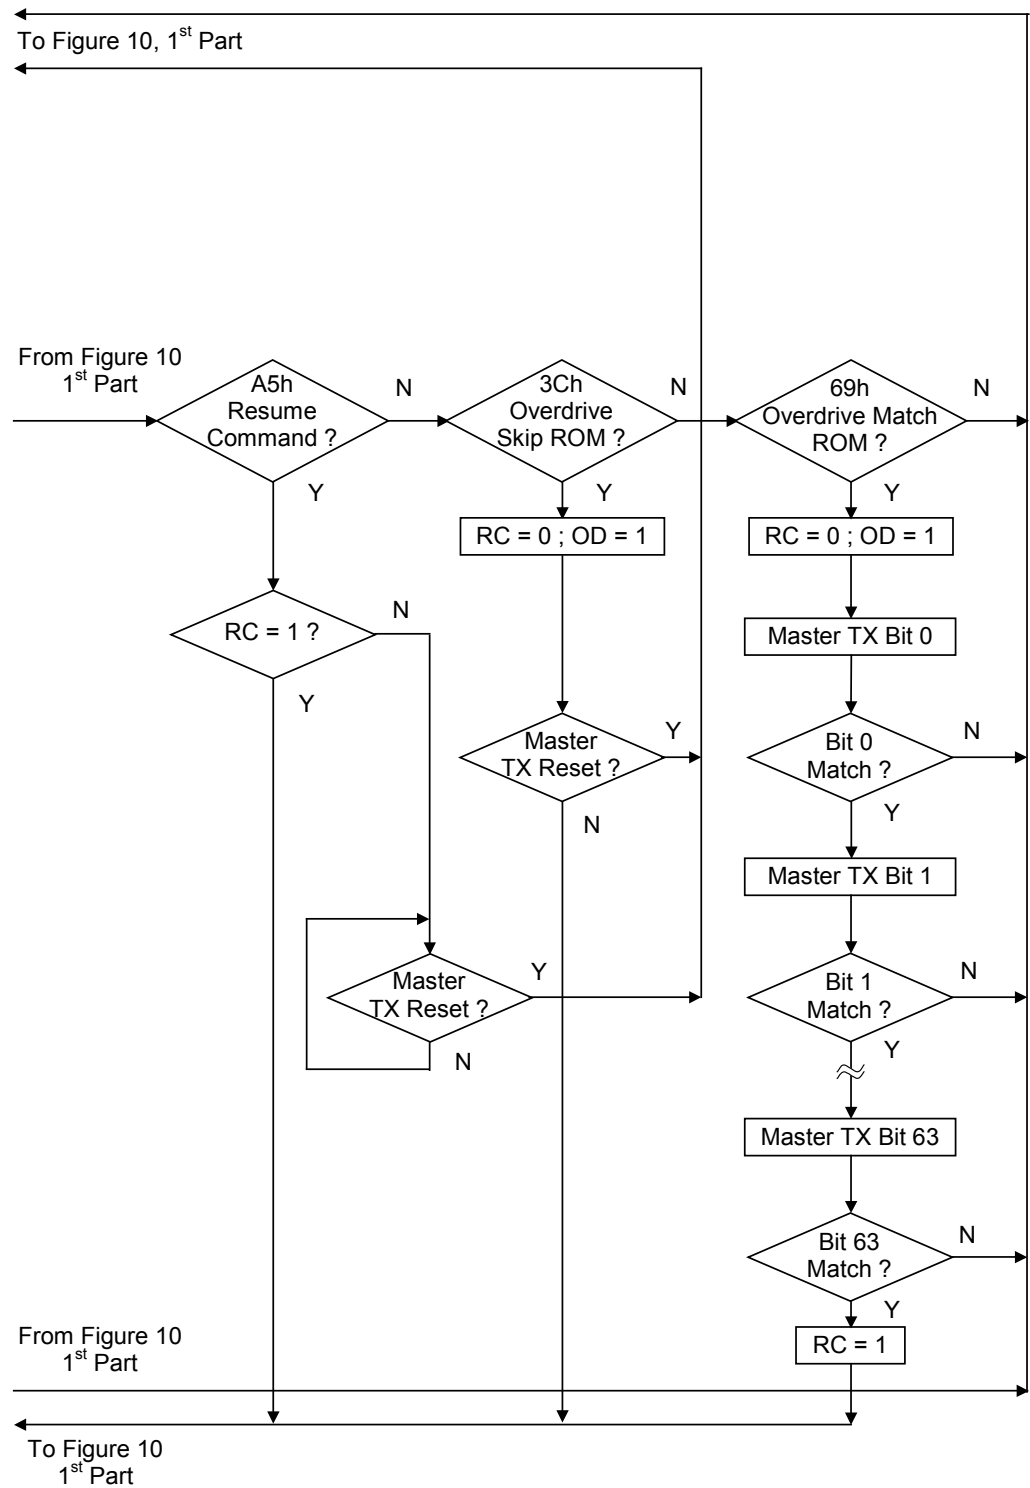 To Figure 10, 1st Part
From Figure 10
1st Part
A5h
Resume
Command ?
N
3Ch
Overdrive
Skip ROM ?
N
69h
Overdrive Match
ROM ?
N
Y
Y
Y
RC = 0 ; OD = 1
RC = 0 ; OD = 1
RC = 1 ?
N
Master TX Bit 0
Y
Master
TX Reset ?
Y
N
Bit 0
Match ?
N
Y
Master TX Bit 1
Master
TX Reset ?
Y
N
Bit 1
Match ?
N
Y
Master TX Bit 63
Bit 63
Match ?
N
Y
RC = 1
From Figure 10
1st Part
To Figure 10
1st Part